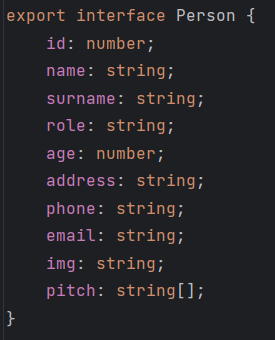 export interface Person {
    id: number;
    name: string;
    surname: string;
    role: string;
    age: number;
    address: string;
    phone: string;
    email: string;
    img: string;
    pitch: string[];
}